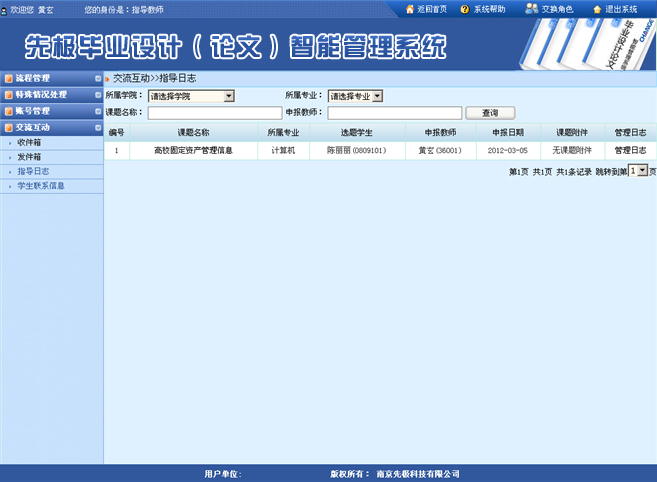 欢迎您 黄玄 您的身份是：指导教师 返回首页 系统帮助 交换角色 退出系统
先极毕业设计（论文）智能管理系统
毕业设计论文
流程管理
特殊情况处理
账号管理
交流互动
收件箱
发件箱
指导日志
学生联系信息
交流互动>>指导日志
所属学院： 请选择学院 所属专业： 请选择专业
课题名称： 申报教师： 查询
编号 课题名称 所属专业 选题学生 申报教师 申报日期 课题附件 管理日志
1 高校固定资产管理信息 计算机 陈丽丽(0809101) 黄玄(36001) 2012-03-05 无课题附件 管理日志
第1页 共1页 共1条记录 跳转到第 1 页
用户单位： 版权所有： 南京先极科技有限公司